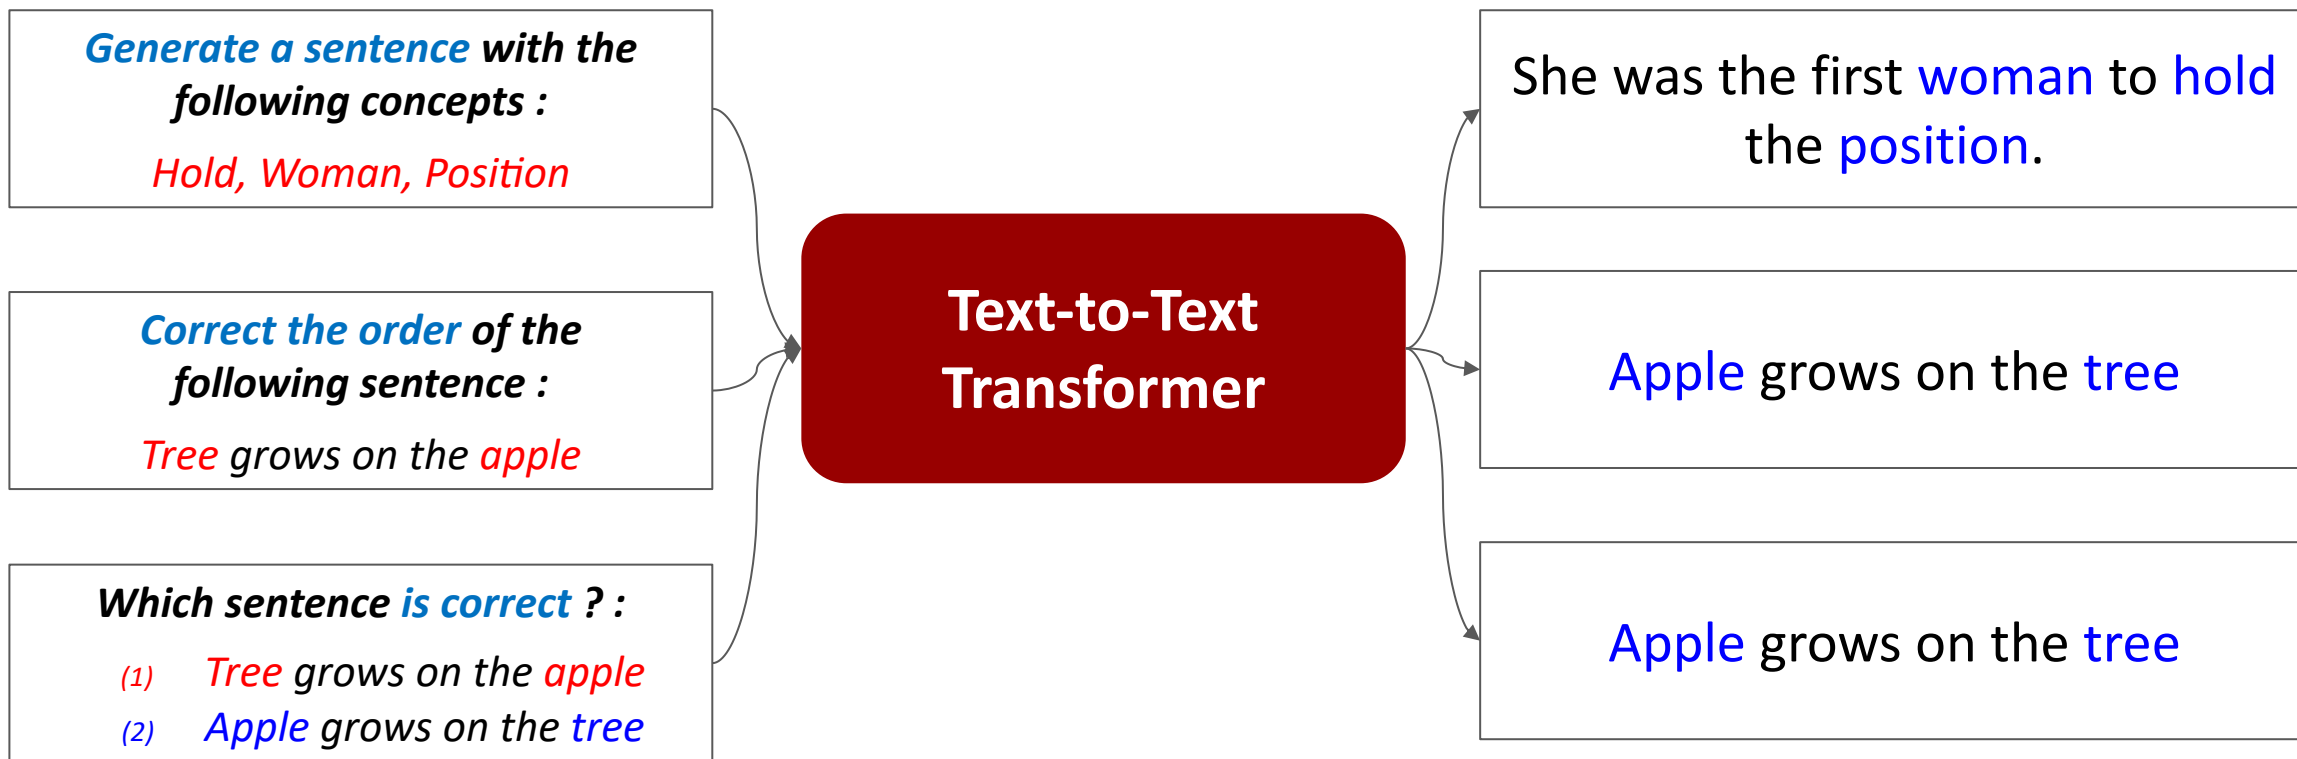 Generate a sentence with the
following concepts :
Hold, Woman, Position
Correct the order of the
following sentence :
Tree grows on the apple
Which sentence is correct ? :
(1) Tree grows on the apple
(2) Apple grows on the tree
Text-to-Text
Transformer
She was the first woman to hold
the position.
Apple grows on the tree
Apple grows on the tree